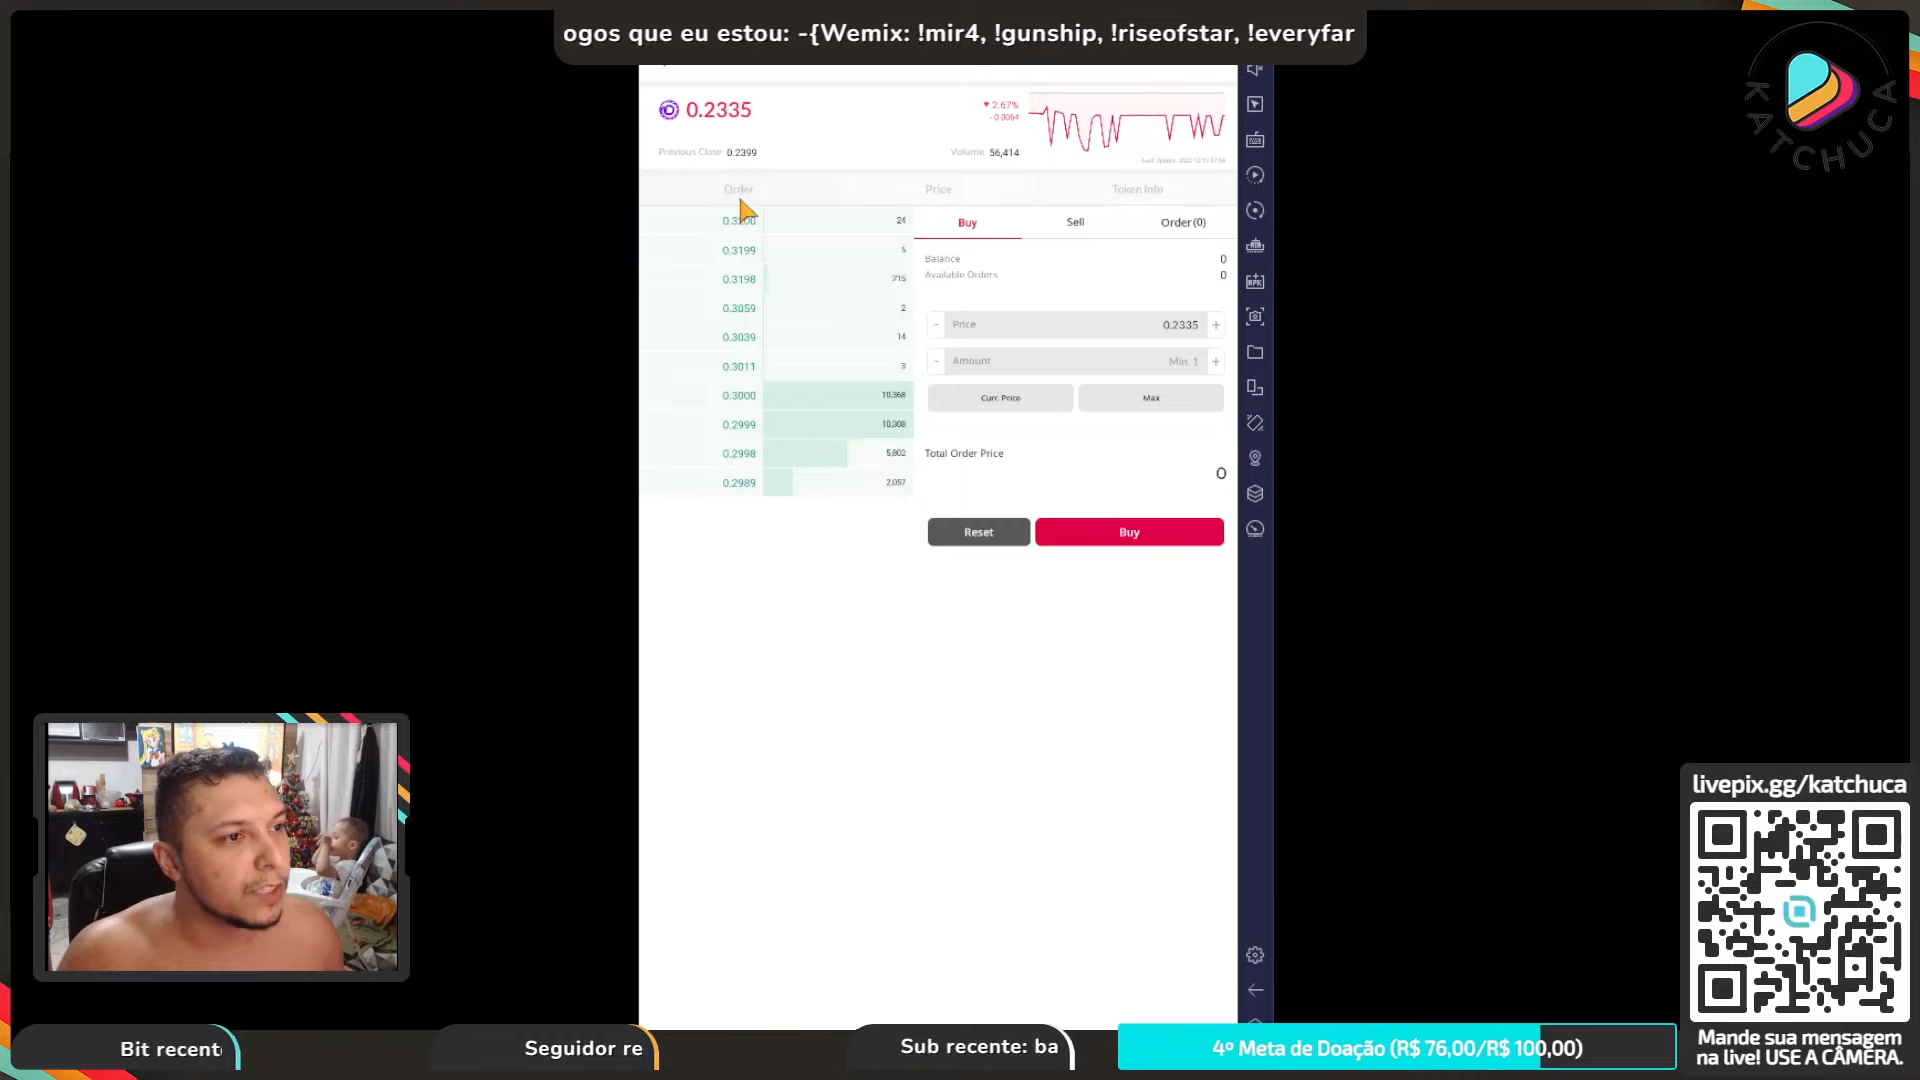 ogos que eu estou: -{Wemix: !mir4, !gunship, !riseofstar, !everyfar
KATCHUCA
0.2335
▼ 2.67%
- 0.0064
Previous Close 0.2399
Volume 56,414
Order Price Token Info
0.3200 24
0.3199 5
0.3198 215
0.3059 2
0.3039 14
0.3011 3
0.3000 10,368
0.2999 10,308
0.2998 5,802
0.2989 2,057
Buy Sell Order(0)
Balance 0
Available Orders 0
- Price 0.2335 +
- Amount Min. 1 +
Curr. Price Max
Total Order Price
0
Reset Buy
livepix.gg/katchuca
Mande sua mensagem
na live! USE A CÂMERA.
Bit recent
Seguidor re
Sub recente: ba
4º Meta de Doação (R$ 76,00/R$ 100,00)